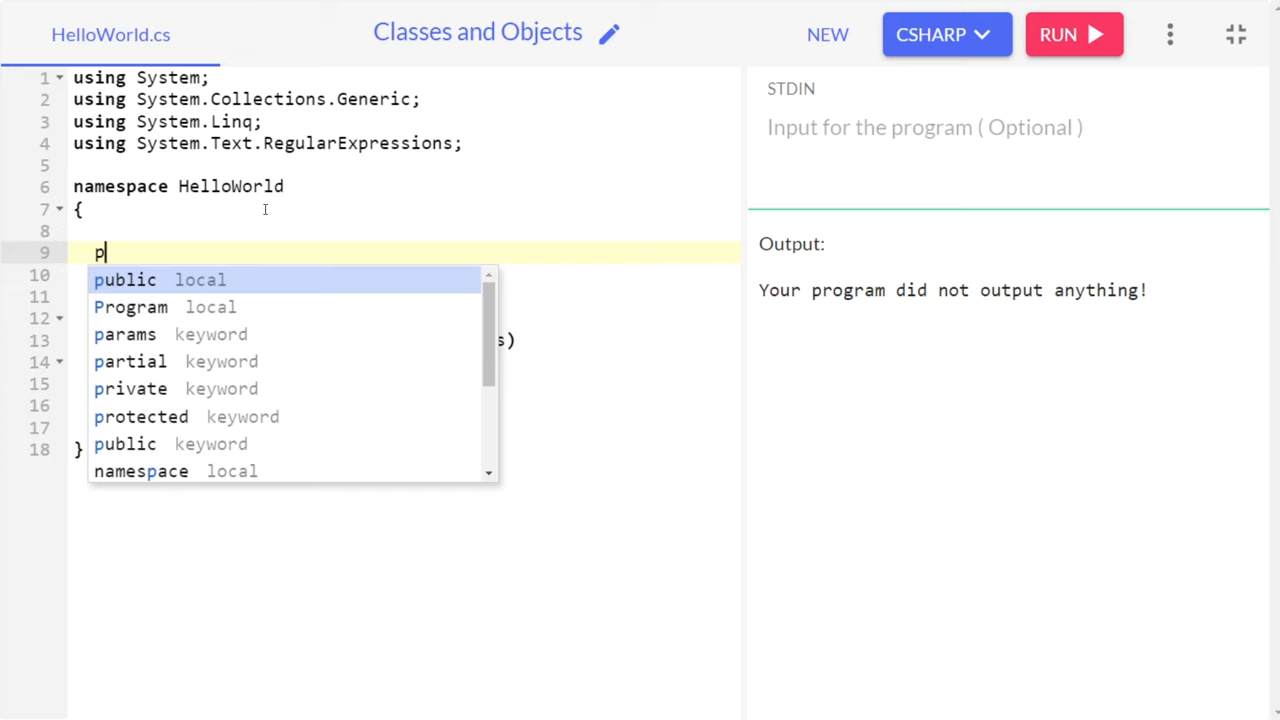 HelloWorld.cs
Classes and Objects
NEW
CSHARP
RUN
1 using System;
2 using System.Collections.Generic;
3 using System.Linq;
4 using System.Text.RegularExpressions;
5
6 namespace HelloWorld
7 {
8
9 p
10
11
12
13 s)
14
15
16
17
18 }
public local
Program local
params keyword
partial keyword
private keyword
protected keyword
public keyword
namespace local
STDIN
Input for the program ( Optional )
Output:
Your program did not output anything!